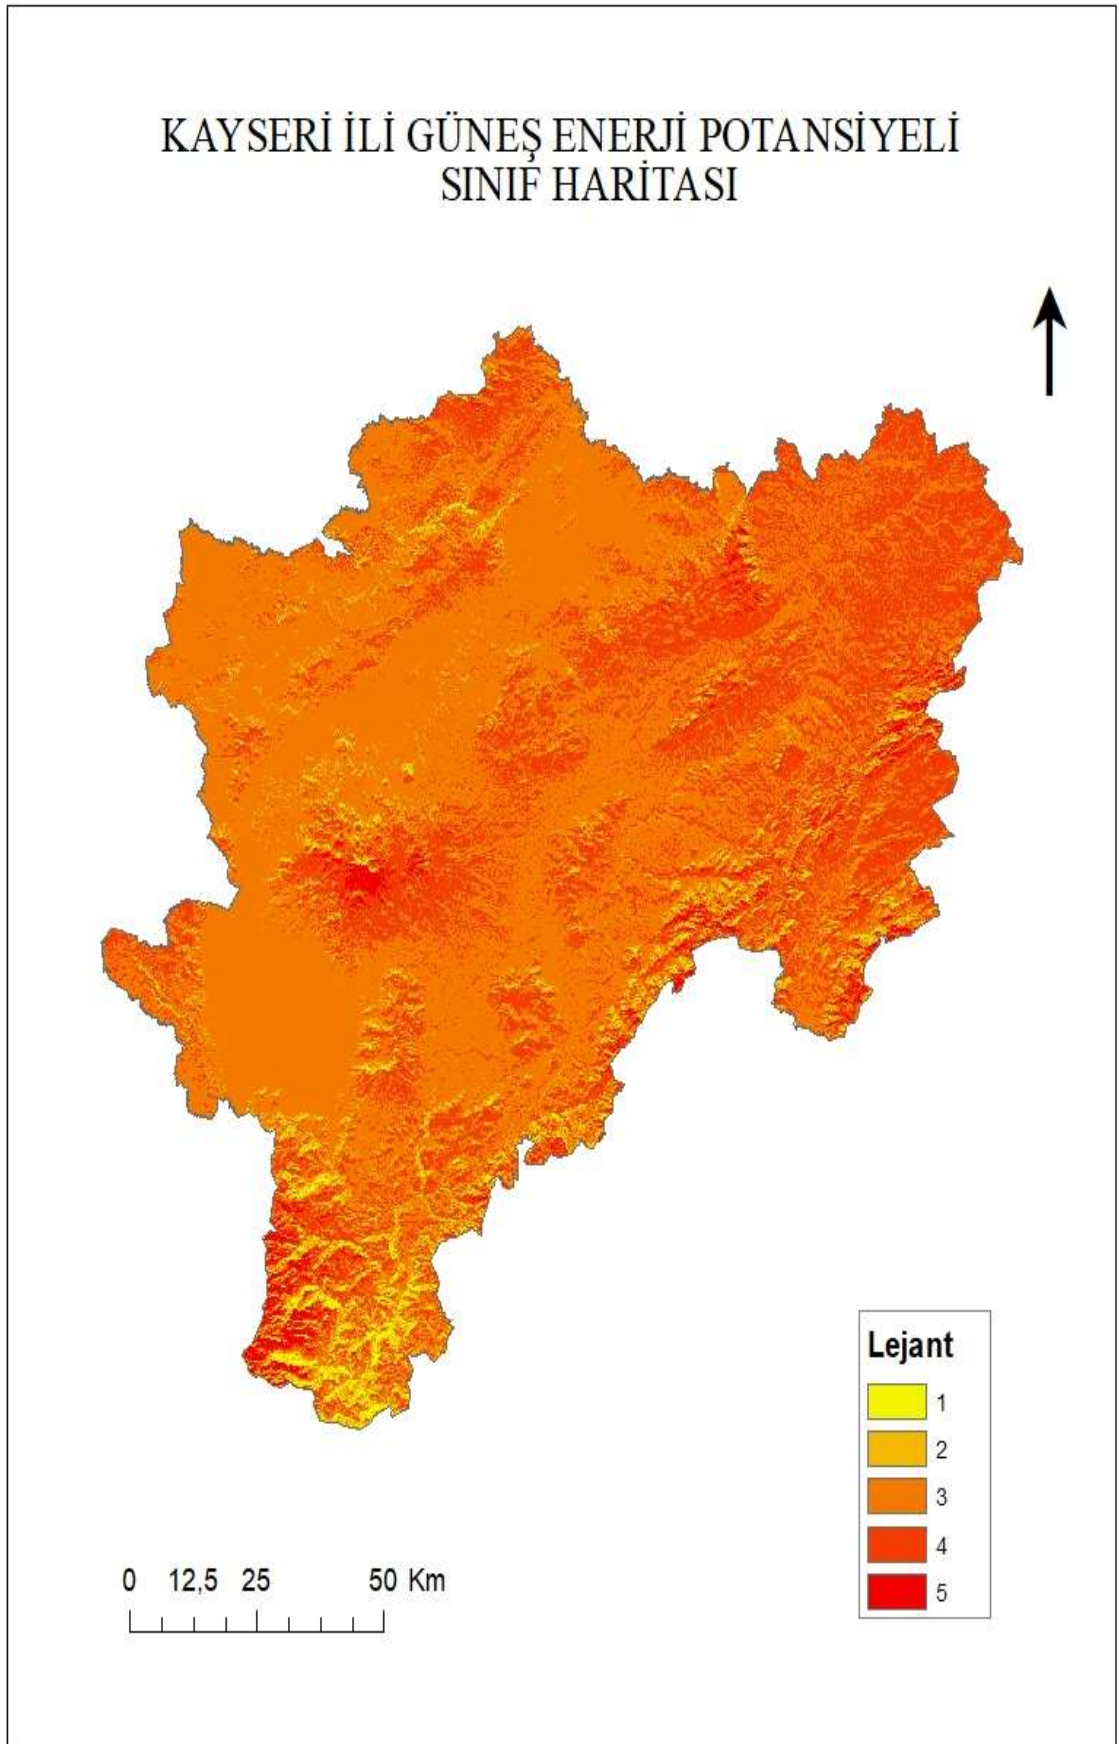 KAYSERİ İLİ GÜNEŞ ENERJİ POTANSİYELİ
SINIF HARİTASI
Lejant
1
2
3
4
5
0 12,5 25 50 Km